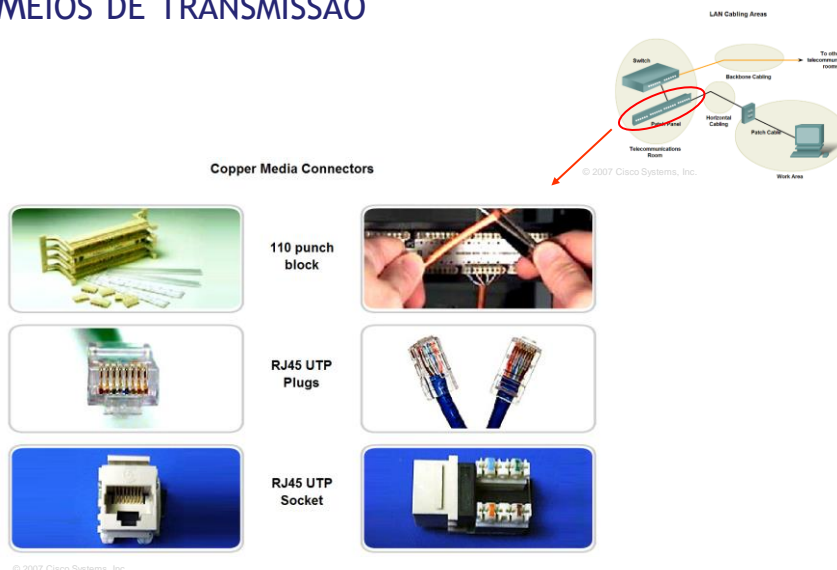 MEIOS DE TRANSMISSÃO
LAN Cabling Areas
Switch
Backbone Cabling
Patch Panel
Horizontal
Cabling
Patch Cable
Telecommunications
Room
Work Area
© 2007 Cisco Systems, Inc.
Copper Media Connectors
110 punch
block
RJ45 UTP
Plugs
RJ45 UTP
Socket
© 2007 Cisco Systems, Inc.